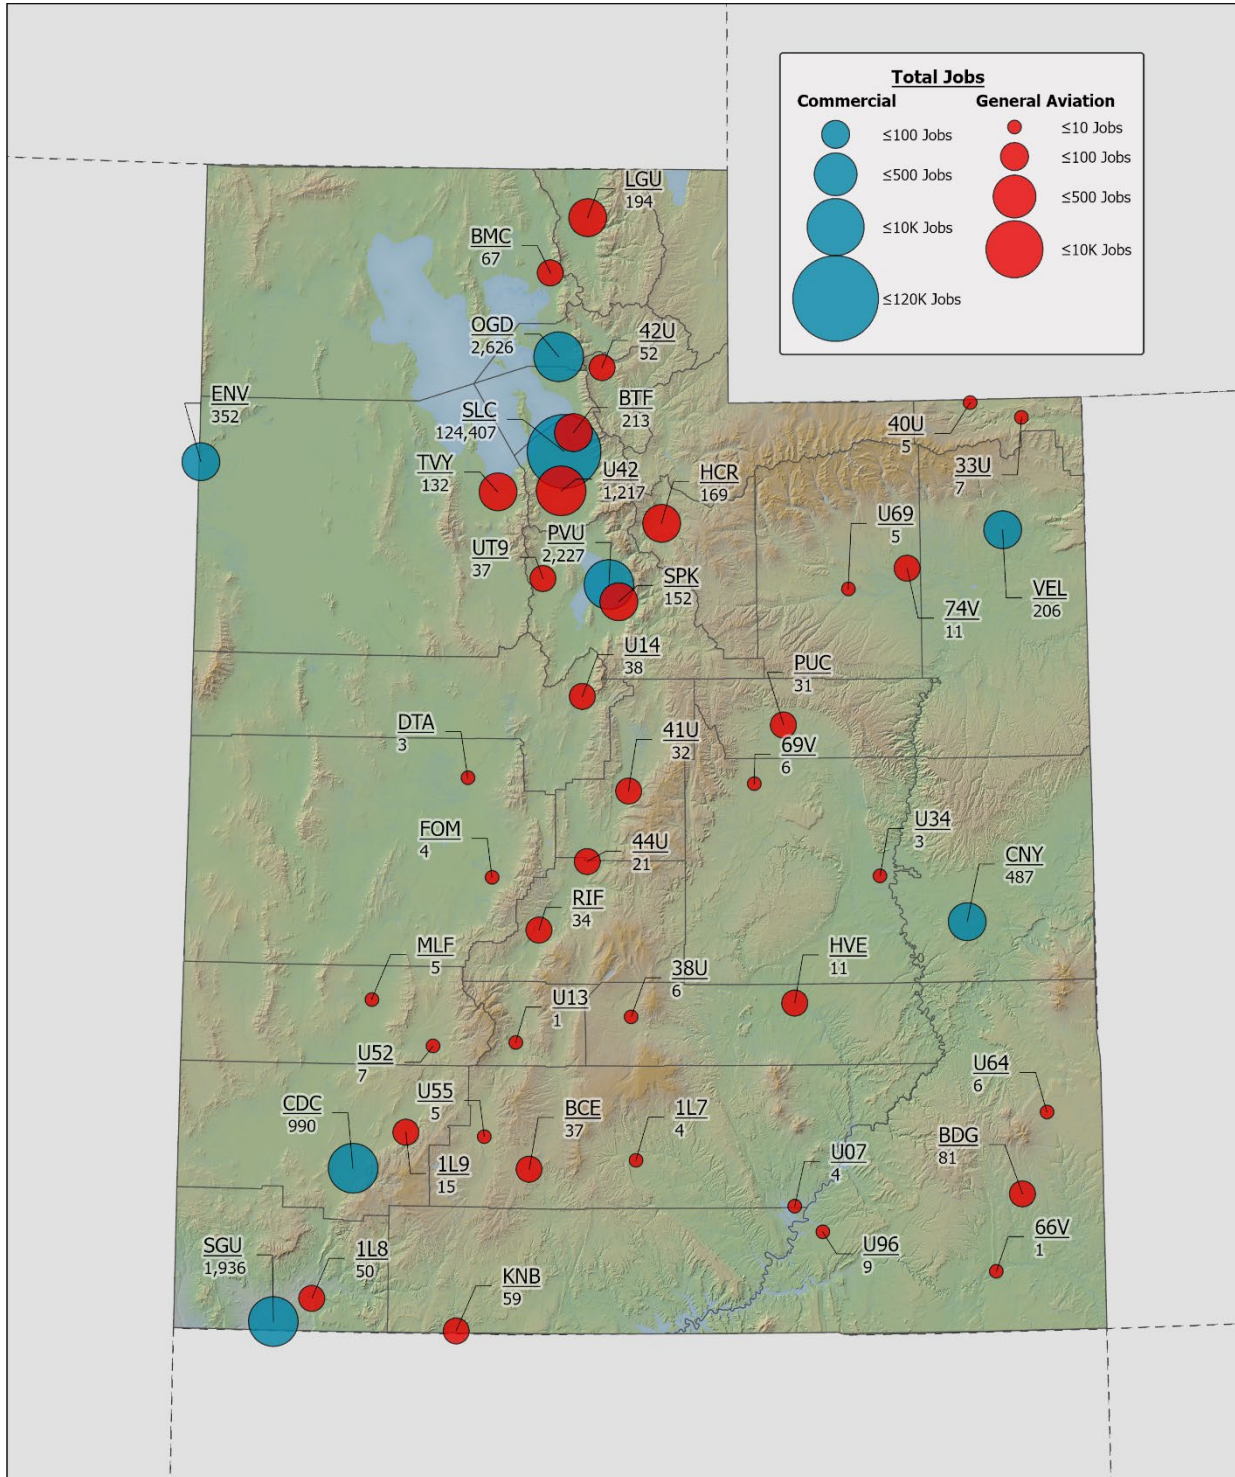 Total Jobs
Commercial
General Aviation
≤100 Jobs
≤500 Jobs
≤10K Jobs
≤120K Jobs
≤10 Jobs
≤100 Jobs
≤500 Jobs
≤10K Jobs
LGU
194
BMC
67
OGD
2,626
42U
52
ENV
352
SLC
124,407
BTF
213
40U
5
33U
7
TVY
132
U42
1,217
HCR
169
U69
5
UT9
37
PVU
2,227
SPK
152
74V
11
VEL
206
U14
38
PUC
31
DTA
3
41U
32
69V
6
FOM
4
44U
21
U34
3
CNY
487
RIF
34
MLF
5
U13
1
38U
6
HVE
11
U52
7
U55
5
U64
6
CDC
990
BCE
37
1L7
4
BDG
81
1L9
15
U07
4
SGU
1,936
1L8
50
U96
9
66V
1
KNB
59